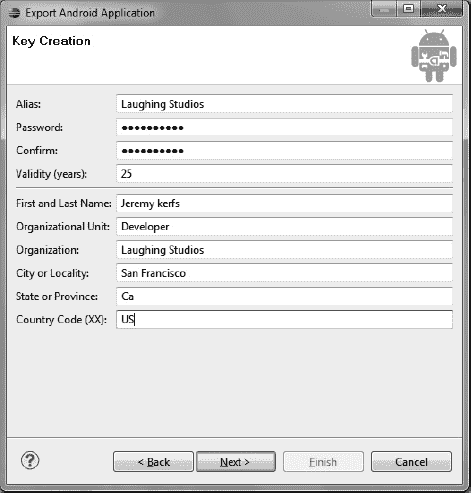 Export Android Application
Key Creation
Alias: Laughing Studios
Password: ••••••••••
Confirm: ••••••••••
Validity (years): 25
First and Last Name: Jeremy kerfs
Organizational Unit: Developer
Organization: Laughing Studios
City or Locality: San Francisco
State or Province: Ca
Country Code (XX): US
? < Back Next > Finish Cancel